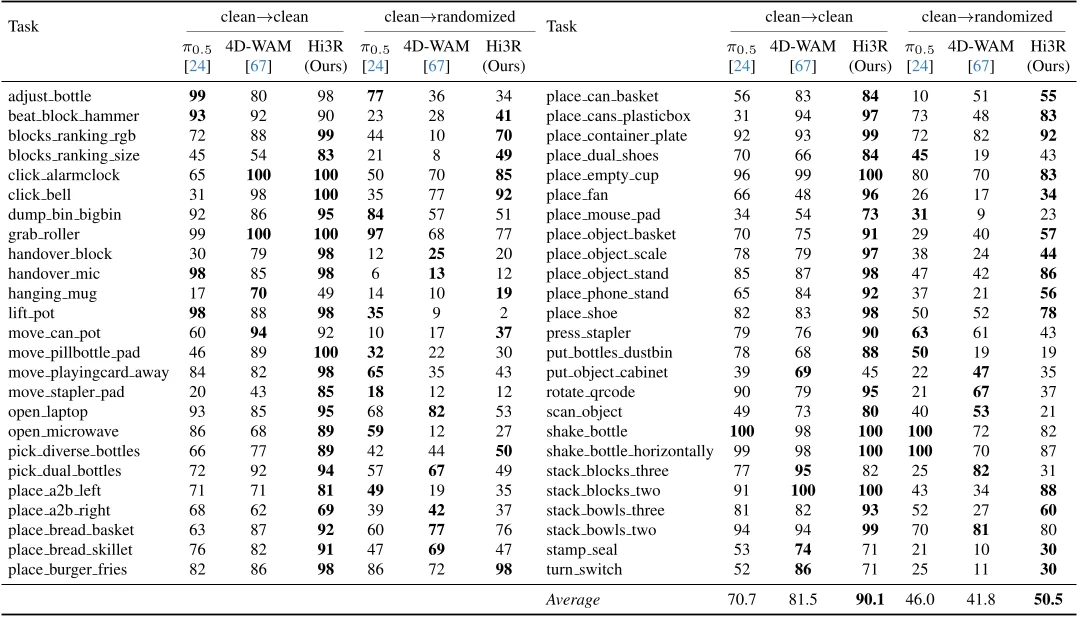 Task clean→clean clean→randomized Task clean→clean clean→randomized
π0.5 4D-WAM Hi3R π0.5 4D-WAM Hi3R π0.5 4D-WAM Hi3R π0.5 4D-WAM Hi3R
[24] [67] (Ours) [24] [67] (Ours) [24] [67] (Ours) [24] [67] (Ours)
adjust_bottle 99 80 98 77 36 34 place_can_basket 56 83 84 10 51 55
beat_block_hammer 93 92 90 23 28 41 place_cans_plasticbox 31 94 97 73 48 83
blocks_ranking_rgb 72 88 99 44 10 70 place_container_plate 92 93 99 72 82 92
blocks_ranking_size 45 54 83 21 8 49 place_dual_shoes 70 66 84 45 19 43
click_alarmclock 65 100 100 50 70 85 place_empty_cup 96 99 100 80 70 83
click_bell 31 98 100 35 77 92 place_fan 66 48 96 26 17 34
dump_bin_bigbin 92 86 95 84 57 51 place_mouse_pad 34 54 73 31 9 23
grab_roller 99 100 100 97 68 77 place_object_basket 70 75 91 29 40 57
handover_block 30 79 98 12 25 20 place_object_scale 78 79 97 38 24 44
handover_mic 98 85 98 6 13 12 place_object_stand 85 87 98 47 42 86
hanging_mug 17 70 49 14 10 19 place_phone_stand 65 84 92 37 21 56
lift_pot 98 88 98 35 9 2 place_shoe 82 83 98 50 52 78
move_can_pot 60 94 92 10 17 37 press_stapler 79 76 90 63 61 43
move_pillbottle_pad 46 89 100 32 22 30 put_bottles_dustbin 78 68 88 50 19 19
move_playingcard_away 84 82 98 65 35 43 put_object_cabinet 39 69 45 22 47 35
move_stapler_pad 20 43 85 18 12 12 rotate_qrcode 90 79 95 21 67 37
open_laptop 93 85 95 68 82 53 scan_object 49 73 80 40 53 21
open_microwave 86 68 89 59 12 27 shake_bottle 100 98 100 100 72 82
pick_diverse_bottles 66 77 89 42 44 50 shake_bottle_horizontally 99 98 100 100 70 87
pick_dual_bottles 72 92 94 57 67 49 stack_blocks_three 77 95 82 25 82 31
place_a2b_left 71 71 81 49 19 35 stack_blocks_two 91 100 100 43 34 88
place_a2b_right 68 62 69 39 42 37 stack_bowls_three 81 82 93 52 27 60
place_bread_basket 63 87 92 60 77 76 stack_bowls_two 94 94 99 70 81 80
place_bread_skillet 76 82 91 47 69 47 stamp_seal 53 74 71 21 10 30
place_burger_fries 82 86 98 86 72 98 turn_switch 52 86 71 25 11 30
Average 70.7 81.5 90.1 46.0 41.8 50.5